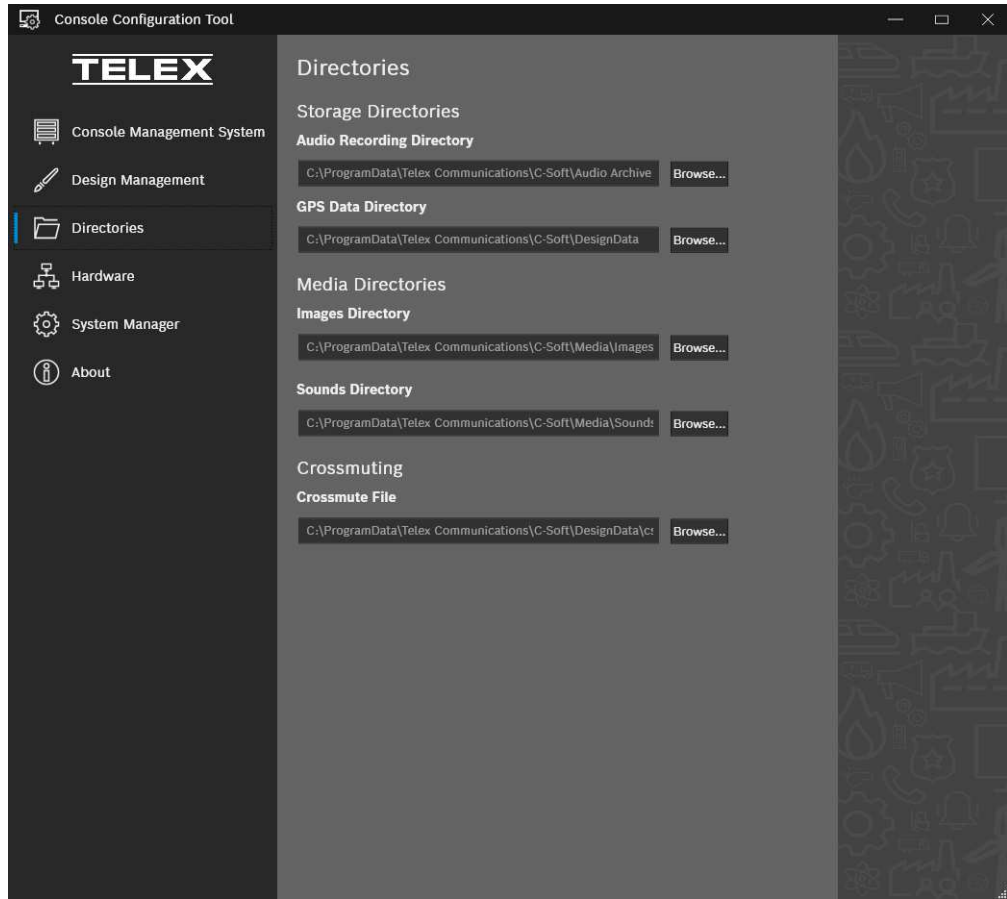 Console Configuration Tool
TELEX
Console Management System
Design Management
Directories
Hardware
System Manager
About
Directories
Storage Directories
Audio Recording Directory
C:\ProgramData\Telex Communications\C-Soft\Audio Archive
Browse...
GPS Data Directory
C:\ProgramData\Telex Communications\C-Soft\DesignData
Browse...
Media Directories
Images Directory
C:\ProgramData\Telex Communications\C-Soft\Media\Images
Browse...
Sounds Directory
C:\ProgramData\Telex Communications\C-Soft\Media\Sound
Browse...
Crossmuting
Crossmute File
C:\ProgramData\Telex Communications\C-Soft\DesignData\c
Browse...